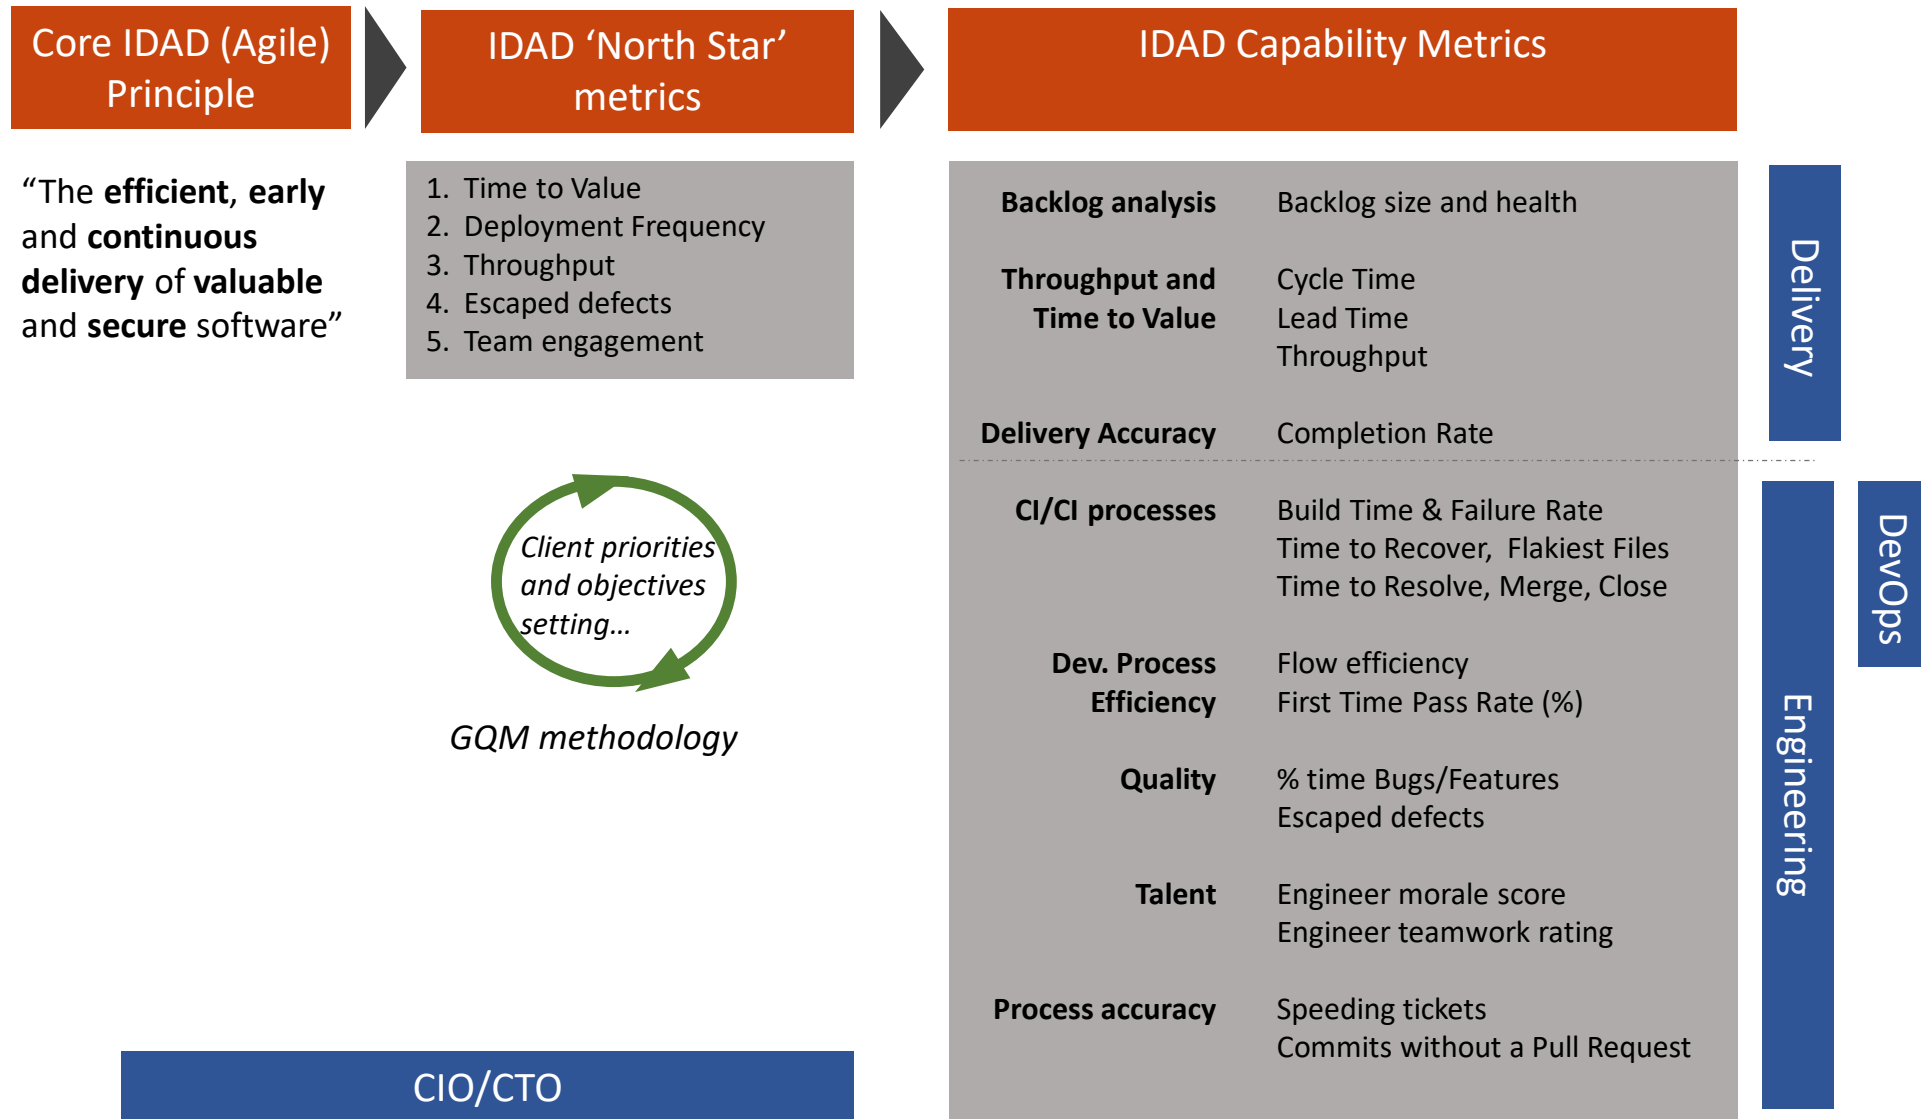 Core IDAD (Agile)
Principle
IDAD ‘North Star’
metrics
IDAD Capability Metrics
“The efficient, early
and continuous
delivery of valuable
and secure software”
1. Time to Value
2. Deployment Frequency
3. Throughput
4. Escaped defects
5. Team engagement
Client priorities
and objectives
setting…
GQM methodology
CIO/CTO
Backlog analysis Backlog size and health
Throughput and Cycle Time
Time to Value Lead Time
Throughput
Delivery Accuracy Completion Rate
CI/CI processes Build Time & Failure Rate
Time to Recover, Flakiest Files
Time to Resolve, Merge, Close
Dev. Process Flow efficiency
Efficiency First Time Pass Rate (%)
Quality % time Bugs/Features
Escaped defects
Talent Engineer morale score
Engineer teamwork rating
Process accuracy Speeding tickets
Commits without a Pull Request
Delivery
Engineering
DevOps